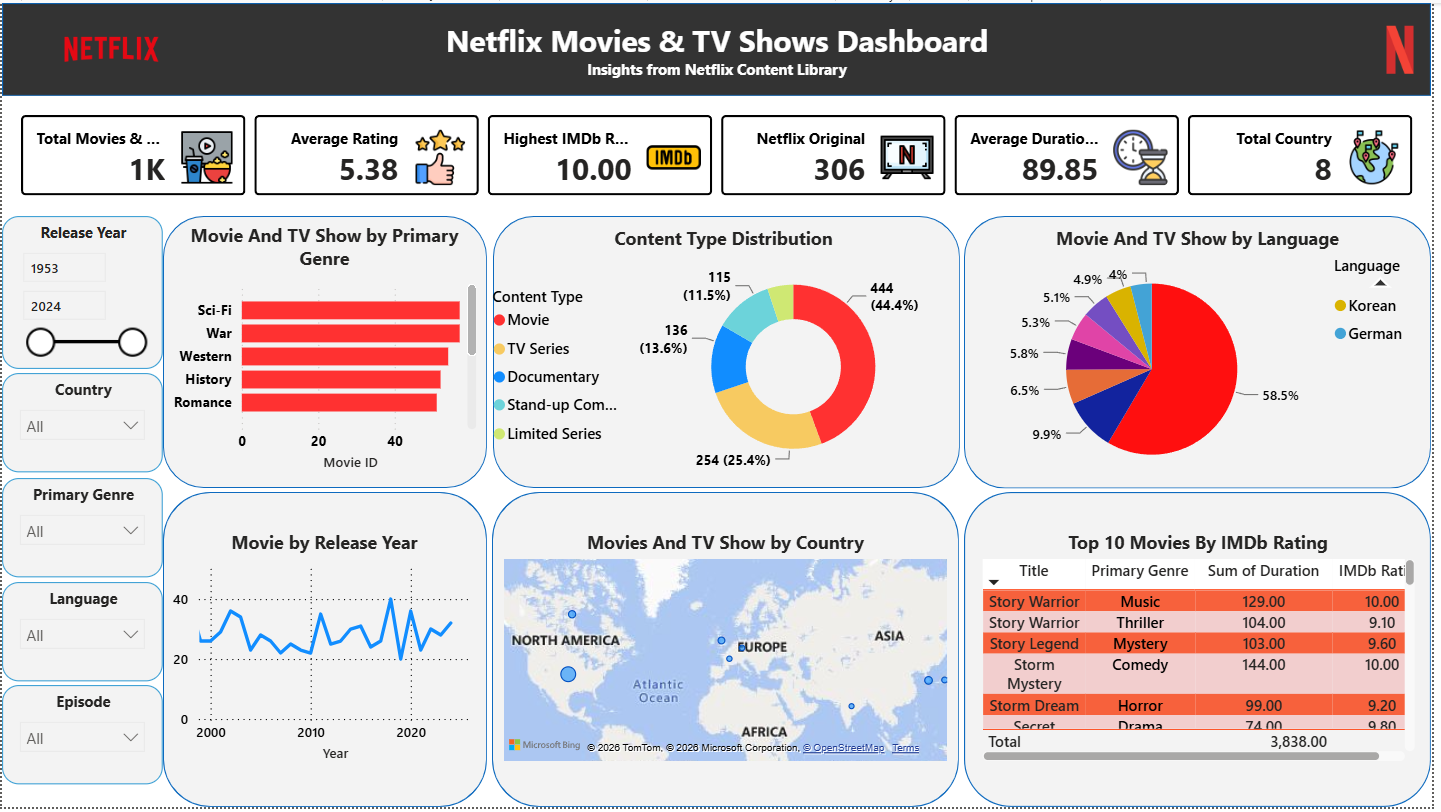 NETFLIX
Netflix Movies & TV Shows Dashboard
Insights from Netflix Content Library
N
Total Movies & ...
1K
Average Rating
5.38
Highest IMDb R...
10.00
IMDb
Netflix Original
306
N
Average Duratio...
89.85
Total Country
8
Release Year
1953
2024
Country
All
Primary Genre
All
Language
All
Episode
All
Movie And TV Show by Primary
Genre
Sci-Fi
War
Western
History
Romance
0 20 40
Movie ID
Content Type Distribution
Content Type
Movie
TV Series
Documentary
Stand-up Com...
Limited Series
444
(44.4%)
254 (25.4%)
136
(13.6%)
115
(11.5%)
Movie And TV Show by Language
58.5%
9.9%
6.5%
5.8%
5.3%
5.1%
4.9%
4%
Language
Korean
German
Movie by Release Year
40
20
0
2000 2010 2020
Year
Movies And TV Show by Country
NORTH AMERICA
EUROPE
ASIA
Atlantic
Ocean
AFRICA
Microsoft Bing
© 2026 TomTom, © 2026 Microsoft Corporation, © OpenStreetMap Terms
Top 10 Movies By IMDb Rating
Title Primary Genre Sum of Duration IMDb Rati
Story Warrior Music 129.00 10.00
Story Warrior Thriller 104.00 9.10
Story Legend Mystery 103.00 9.60
Storm
Mystery Comedy 144.00 10.00
Storm Dream Horror 99.00 9.20
Secret Drama 74.00 9.80
Total 3,838.00